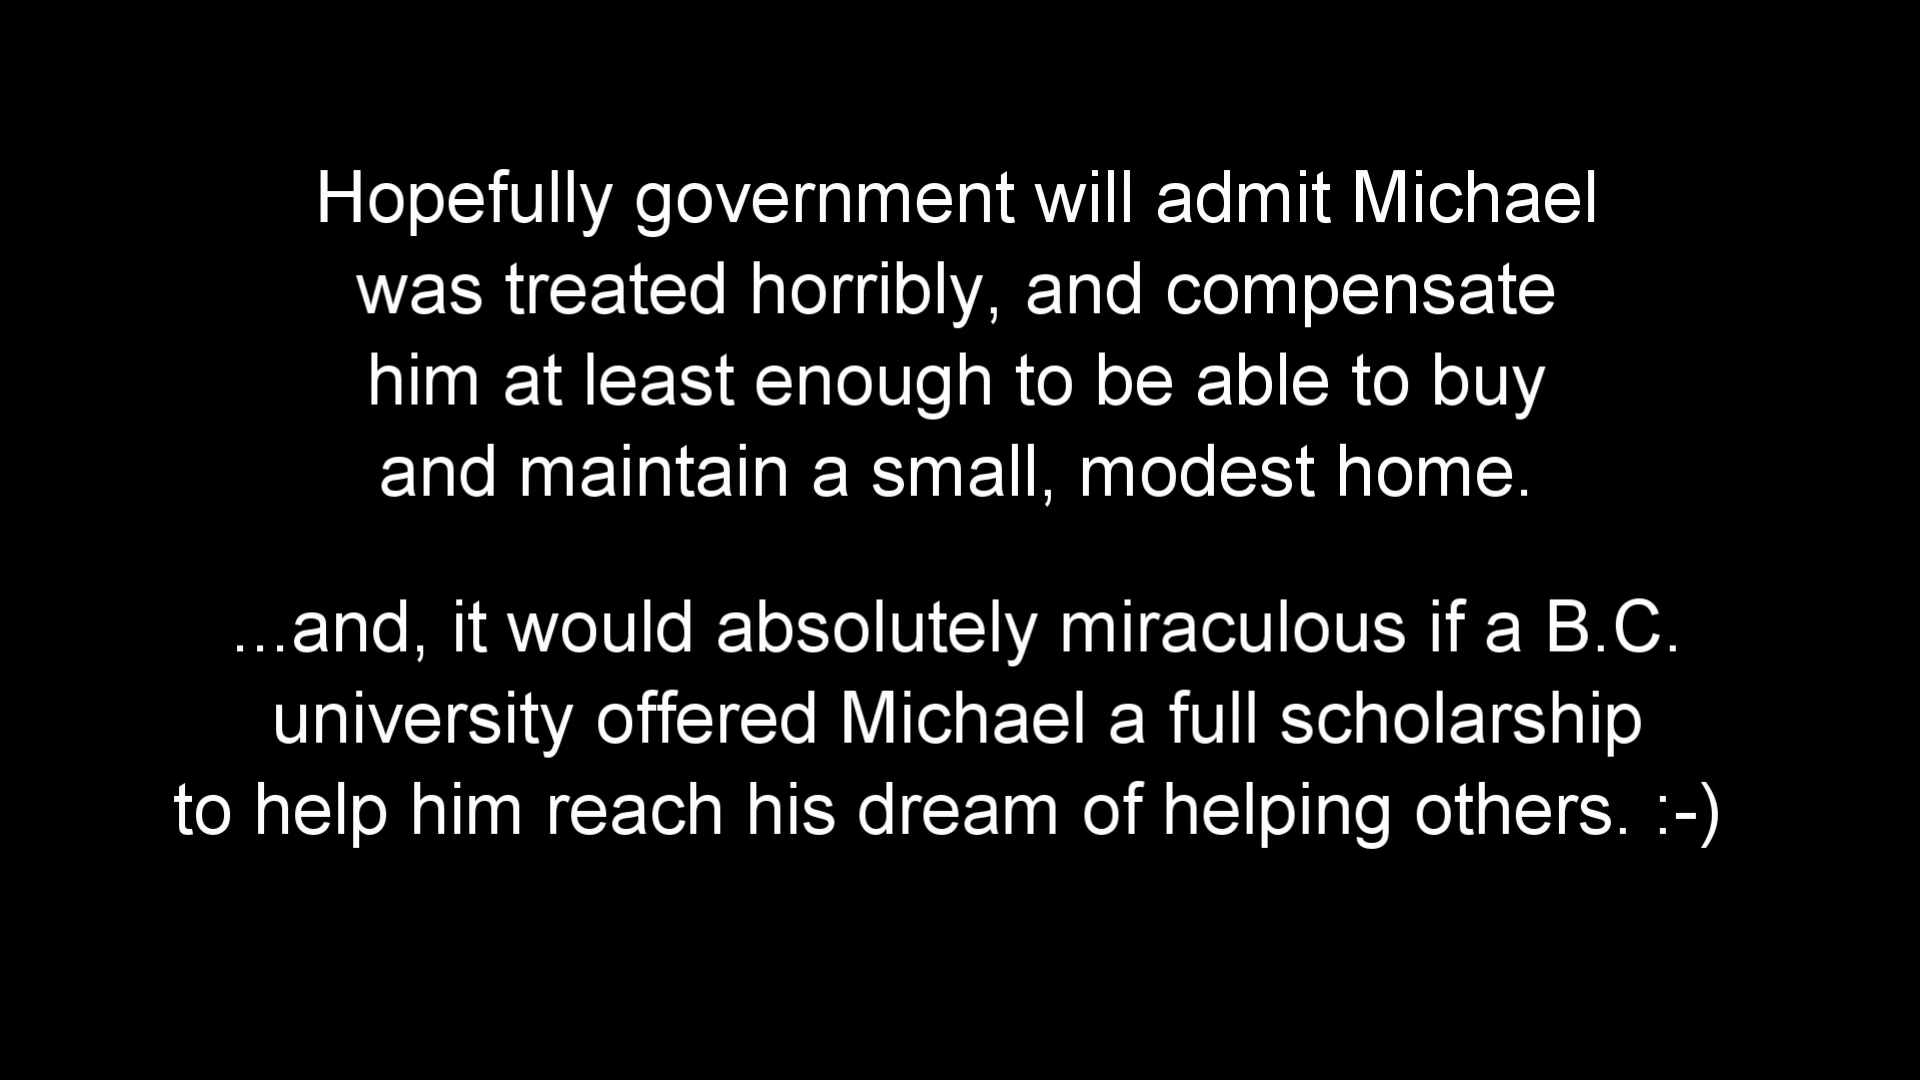 Hopefully government will admit Michael
was treated horribly, and compensate
him at least enough to be able to buy
and maintain a small, modest home.
...and, it would absolutely miraculous if a B.C.
university offered Michael a full scholarship
to help him reach his dream of helping others. :-)